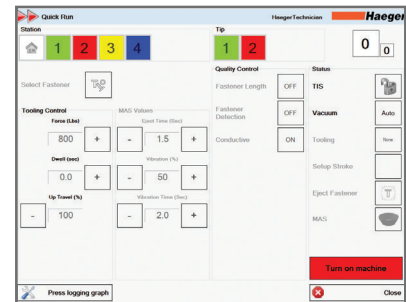 Quick Run
HaegerTechnician
Haeger
Station
1 2 3 4
Tip
1 2
0 0
Select Fastener
Quality Control
Fastener Length OFF
Fastener Detection OFF
Conductive ON
Status
TIS
Vacuum Auto
Tooling None
Setup Stroke
Eject Fastener
MAS
Tooling Control
Force (Lbs)
800 +
Dwell (sec)
0.0 +
Up Travel (%)
- 100
MAS Values
Eject Time (Sec)
- 1.5 +
Vibration (%)
- 50 +
Vibration Time (Sec)
- 2.0 +
Turn on machine
Press logging graph
Close